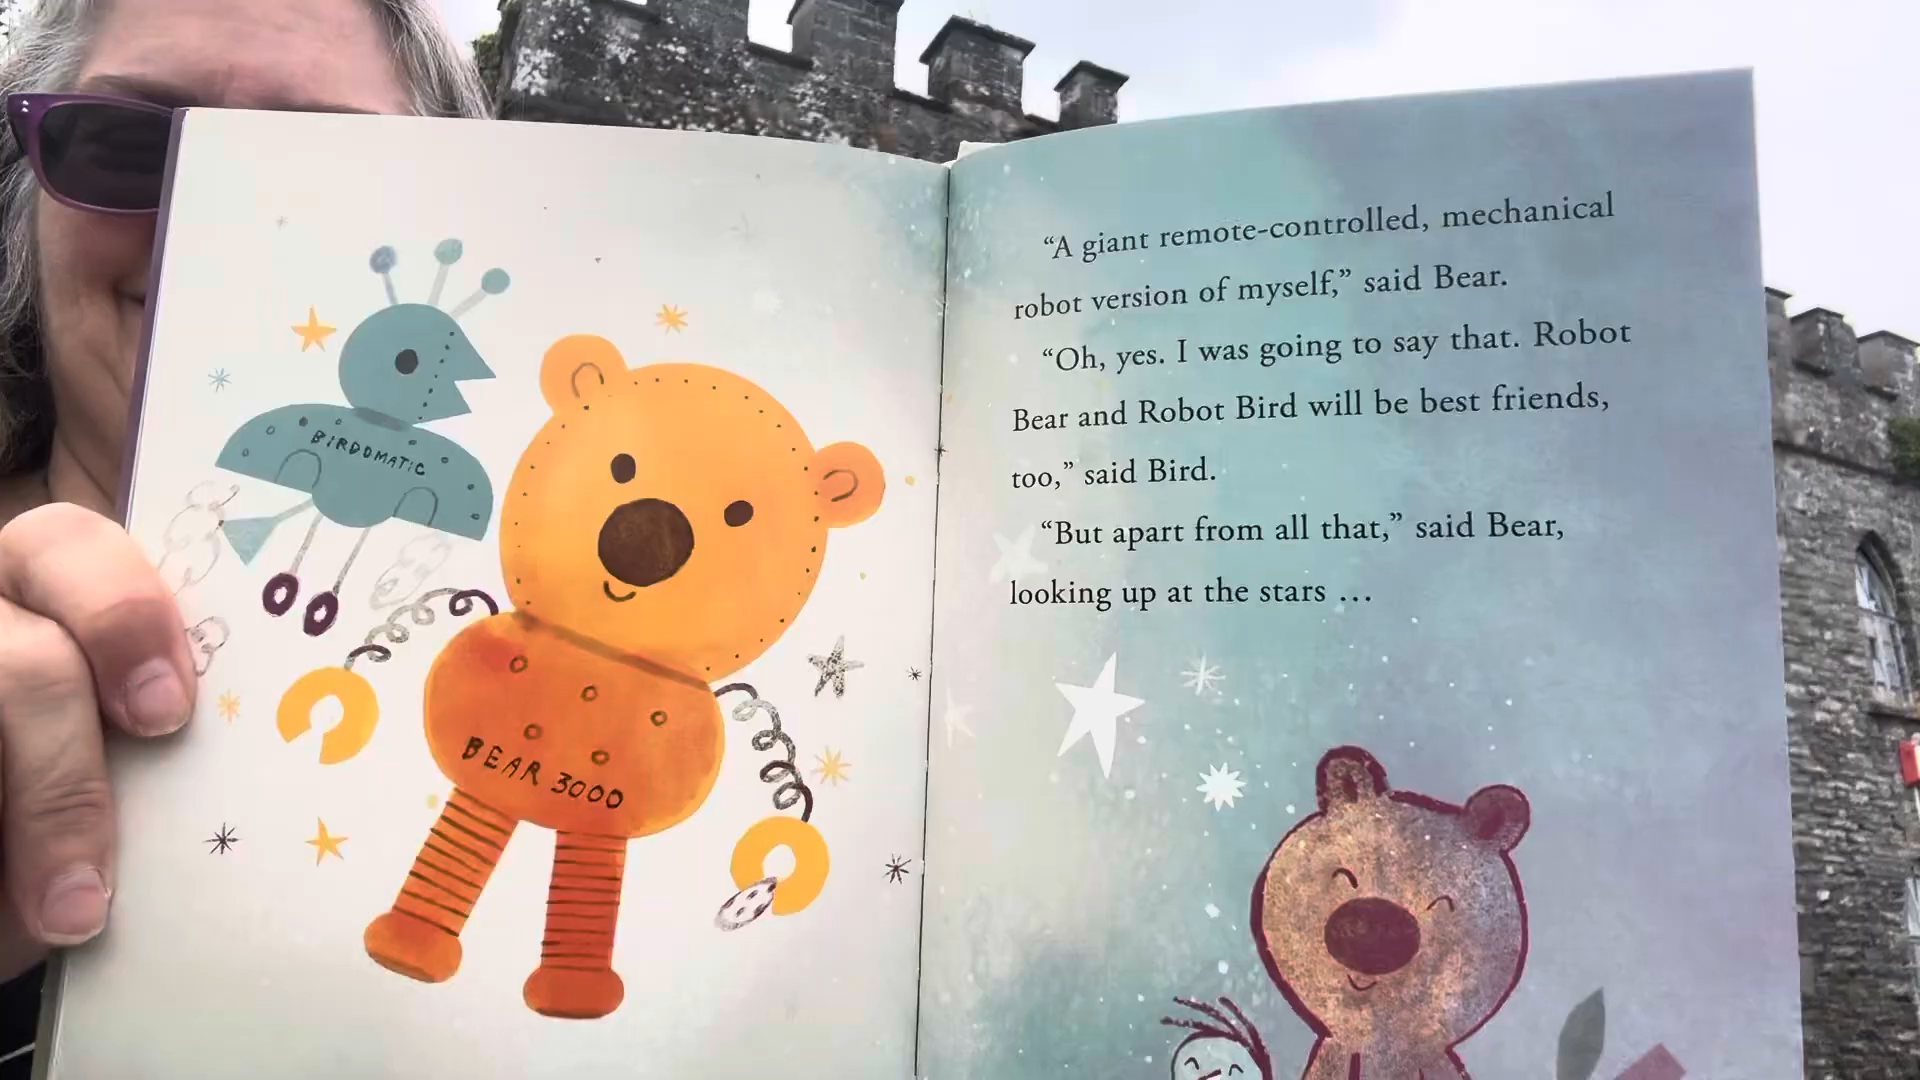 BIRDOMATIC
BEAR 3000
“A giant remote-controlled, mechanical
robot version of myself,” said Bear.
“Oh, yes. I was going to say that. Robot
Bear and Robot Bird will be best friends,
too,” said Bird.
“But apart from all that,” said Bear,
looking up at the stars …